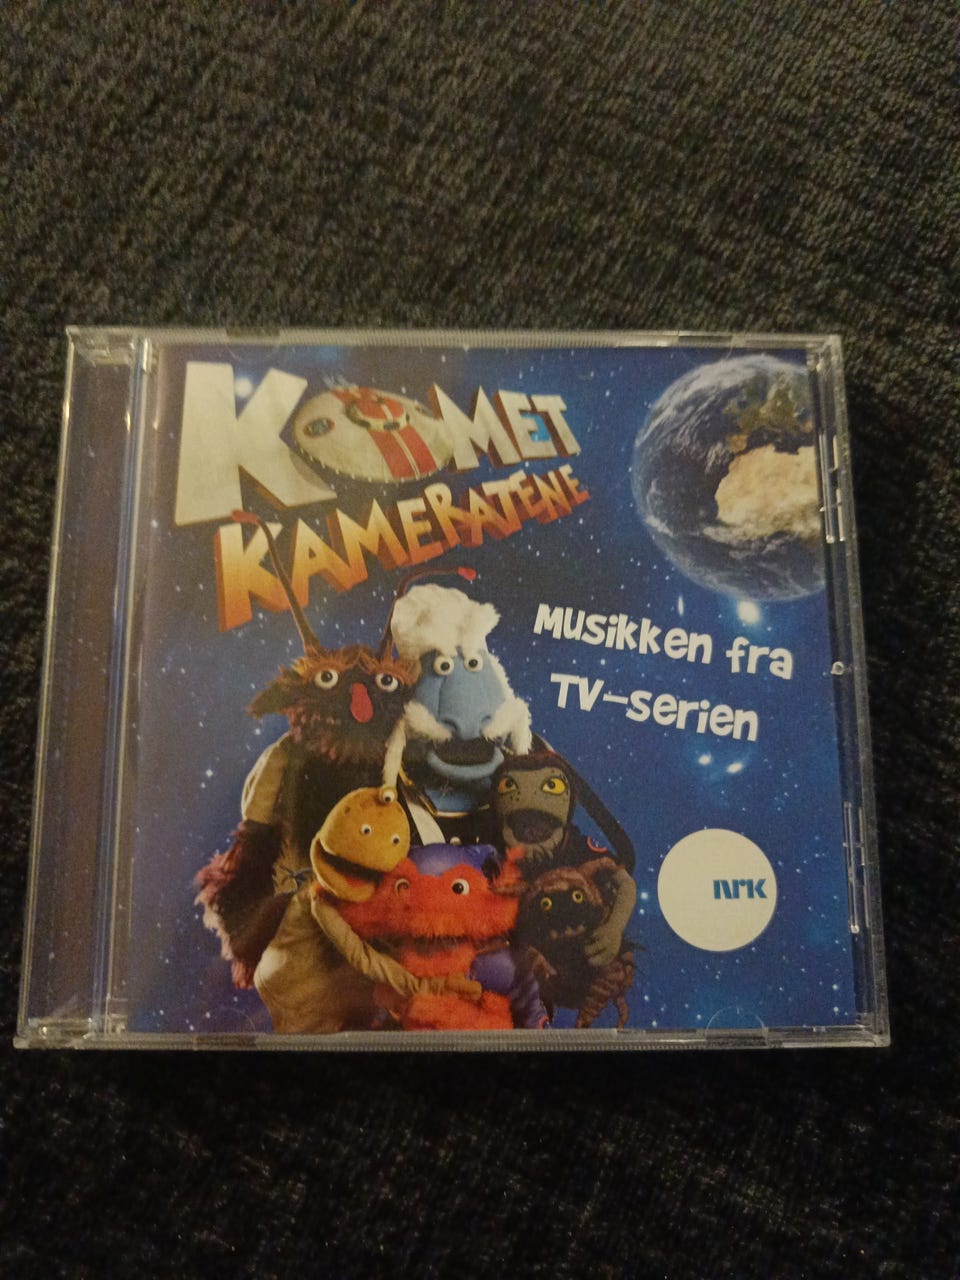 KOMET
KAMERATENE
Musikken fra
TV-serien
nrk